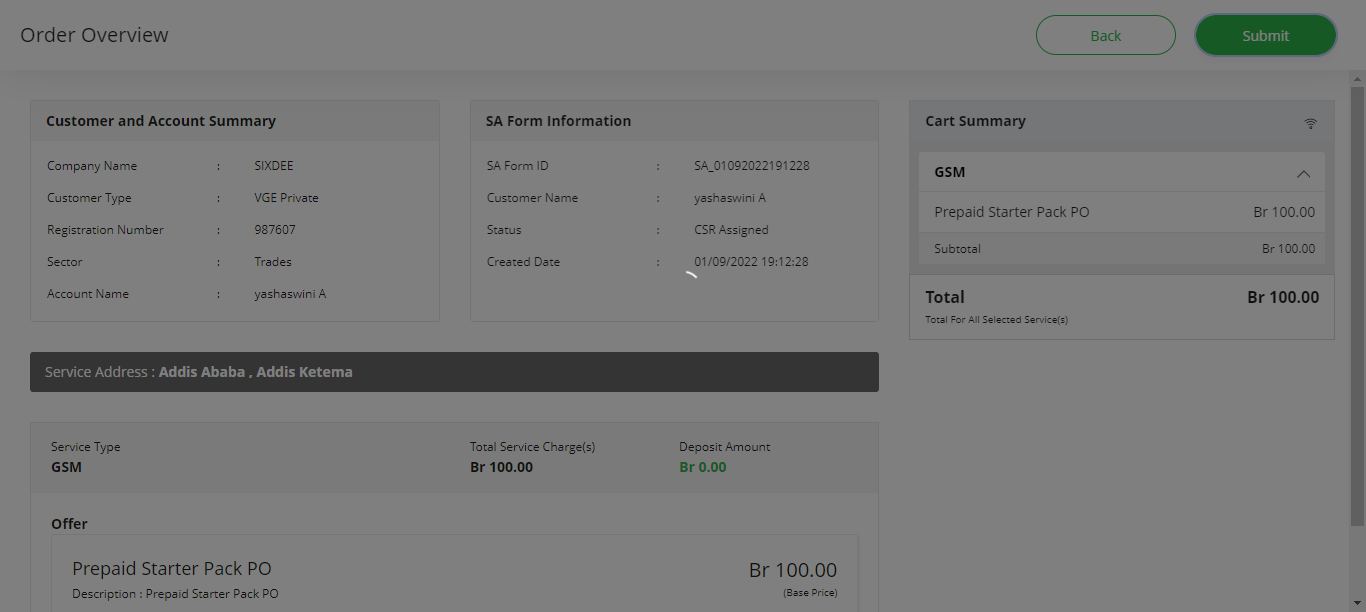 Order Overview
Back
Submit
Customer and Account Summary
Company Name : SIXDEE
Customer Type : VGE Private
Registration Number : 987607
Sector : Trades
Account Name : yashaswini A
SA Form Information
SA Form ID : SA_01092022191228
Customer Name : yashaswini A
Status : CSR Assigned
Created Date : 01/09/2022 19:12:28
Cart Summary
GSM
Prepaid Starter Pack PO Br 100.00
Subtotal Br 100.00
Total Br 100.00
Total For All Selected Service(s)
Service Address : Addis Ababa , Addis Ketema
Service Type Total Service Charge(s) Deposit Amount
GSM Br 100.00 Br 0.00
Offer
Prepaid Starter Pack PO Br 100.00
Description : Prepaid Starter Pack PO (Base Price)